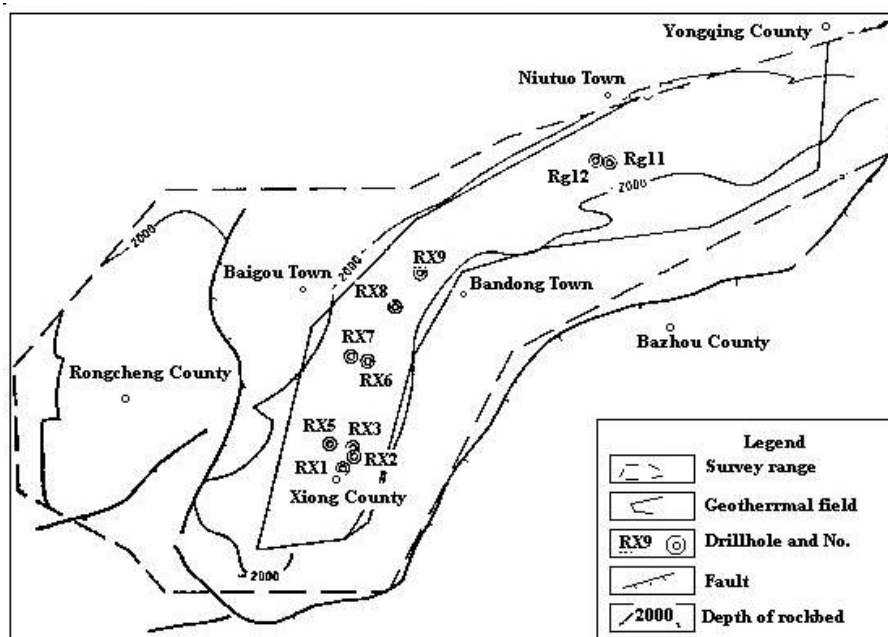 Yongqing County
Niutuo Town
Rg12 Rg11
2000
2000
2000
RX9
Baigou Town
Bandong Town
RX8
RX7
RX6
Bazhou County
Rongcheng County
RX5 RX3
RX1 RX2
Xiong County
2000
Legend
Survey range
Geotherrmal field
RX9 Drillhole and No.
Fault
2000 Depth of rockbed